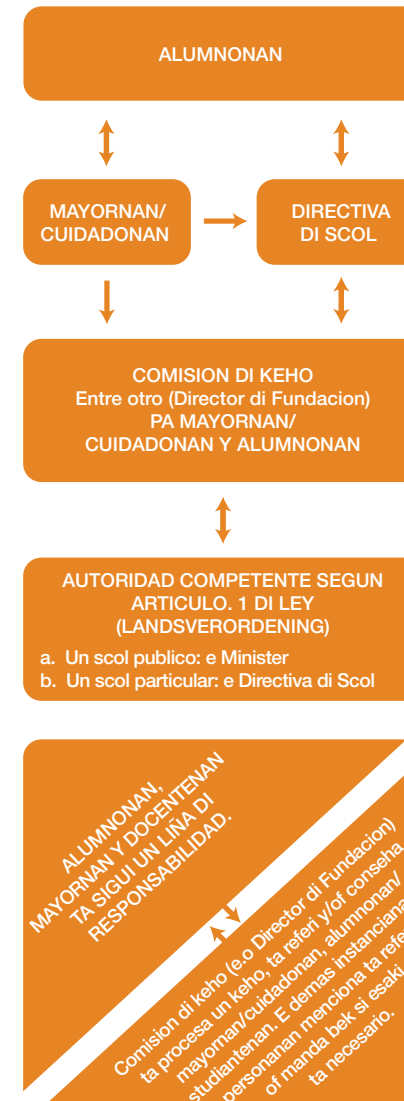 ALUMNONAN
MAYORNAN/
CUIDADONAN
DIRECTIVA
DI SCOL
COMISION DI KEHO
Entre otro (Director di Fundacion)
PA MAYORNAN/
CUIDADONAN Y ALUMNONAN
AUTORIDAD COMPETENTE SEGUN
ARTICULO. 1 DI LEY
(LANDSVERORDENING)
a. Un scol publico: e Minister
b. Un scol particular: e Directiva di Scol
ALUMNONAN,
MAYORNAN Y DOCENTENAN
TA SIGUI UN LIÑA DI
RESPONSABILIDAD.
Comision di keho (e.o Director di Fundacion)
ta procesa un keho, ta referi y/of conseha
mayornan/cuidadonan, alumnonan/
studiantenan. E demas
personanan menciona ta
of manda bek si esaki
ta necesario.